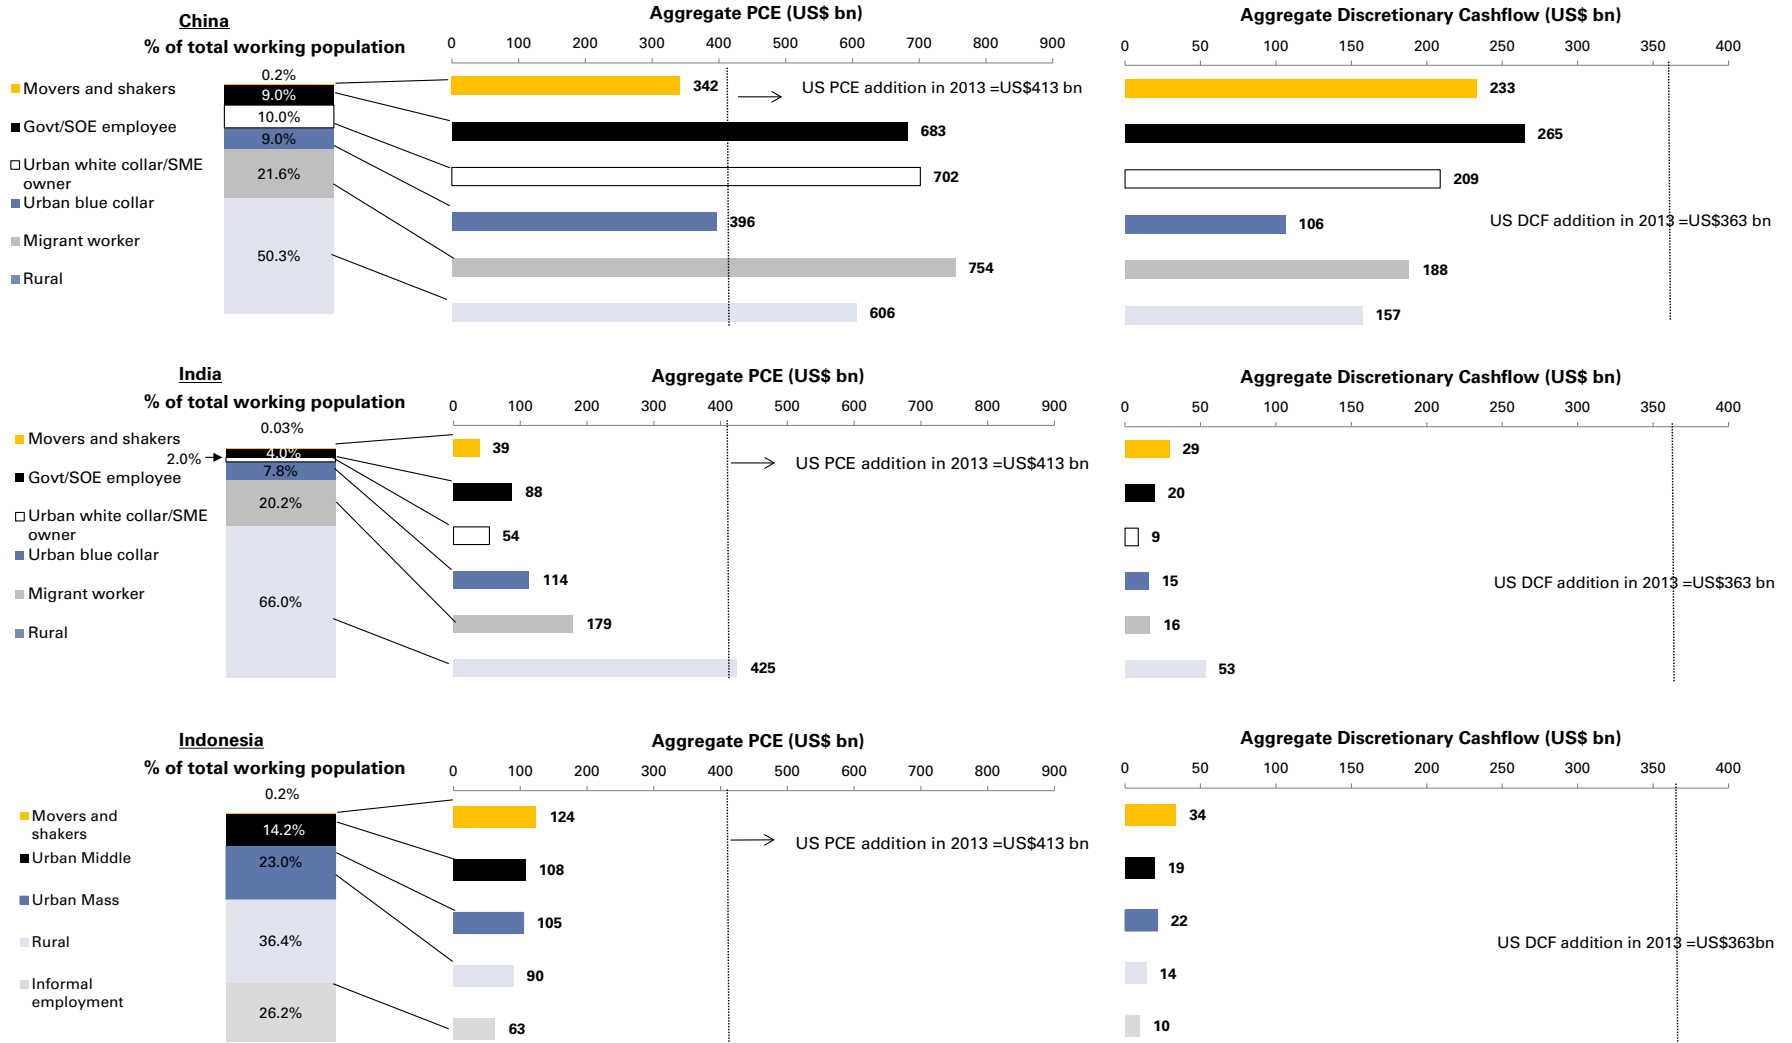 China
% of total working population
Aggregate PCE (US$ bn)
Aggregate Discretionary Cashflow (US$ bn)
0 100 200 300 400 500 600 700 800 900
0 50 100 150 200 250 300 350 400
Movers and shakers
Govt/SOE employee
Urban white collar/SME
owner
Urban blue collar
Migrant worker
Rural
0.2%
9.0%
10.0%
9.0%
21.6%
50.3%
342
683
702
396
754
606
US PCE addition in 2013 =US$413 bn
233
265
209
106
188
157
US DCF addition in 2013 =US$363 bn
India
% of total working population
Aggregate PCE (US$ bn)
Aggregate Discretionary Cashflow (US$ bn)
0 100 200 300 400 500 600 700 800 900
0 50 100 150 200 250 300 350 400
Movers and shakers
Govt/SOE employee
Urban white collar/SME
owner
Urban blue collar
Migrant worker
Rural
0.03%
4.0%
2.0%
7.8%
20.2%
66.0%
39
88
54
114
179
425
US PCE addition in 2013 =US$413 bn
29
20
9
15
16
53
US DCF addition in 2013 =US$363 bn
Indonesia
% of total working population
Aggregate PCE (US$ bn)
Aggregate Discretionary Cashflow (US$ bn)
0 100 200 300 400 500 600 700 800 900
0 50 100 150 200 250 300 350 400
Movers and
shakers
Urban Middle
Urban Mass
Rural
Informal
employment
0.2%
14.2%
23.0%
36.4%
26.2%
124
108
105
90
63
US PCE addition in 2013 =US$413 bn
34
19
22
14
10
US DCF addition in 2013 =US$363bn